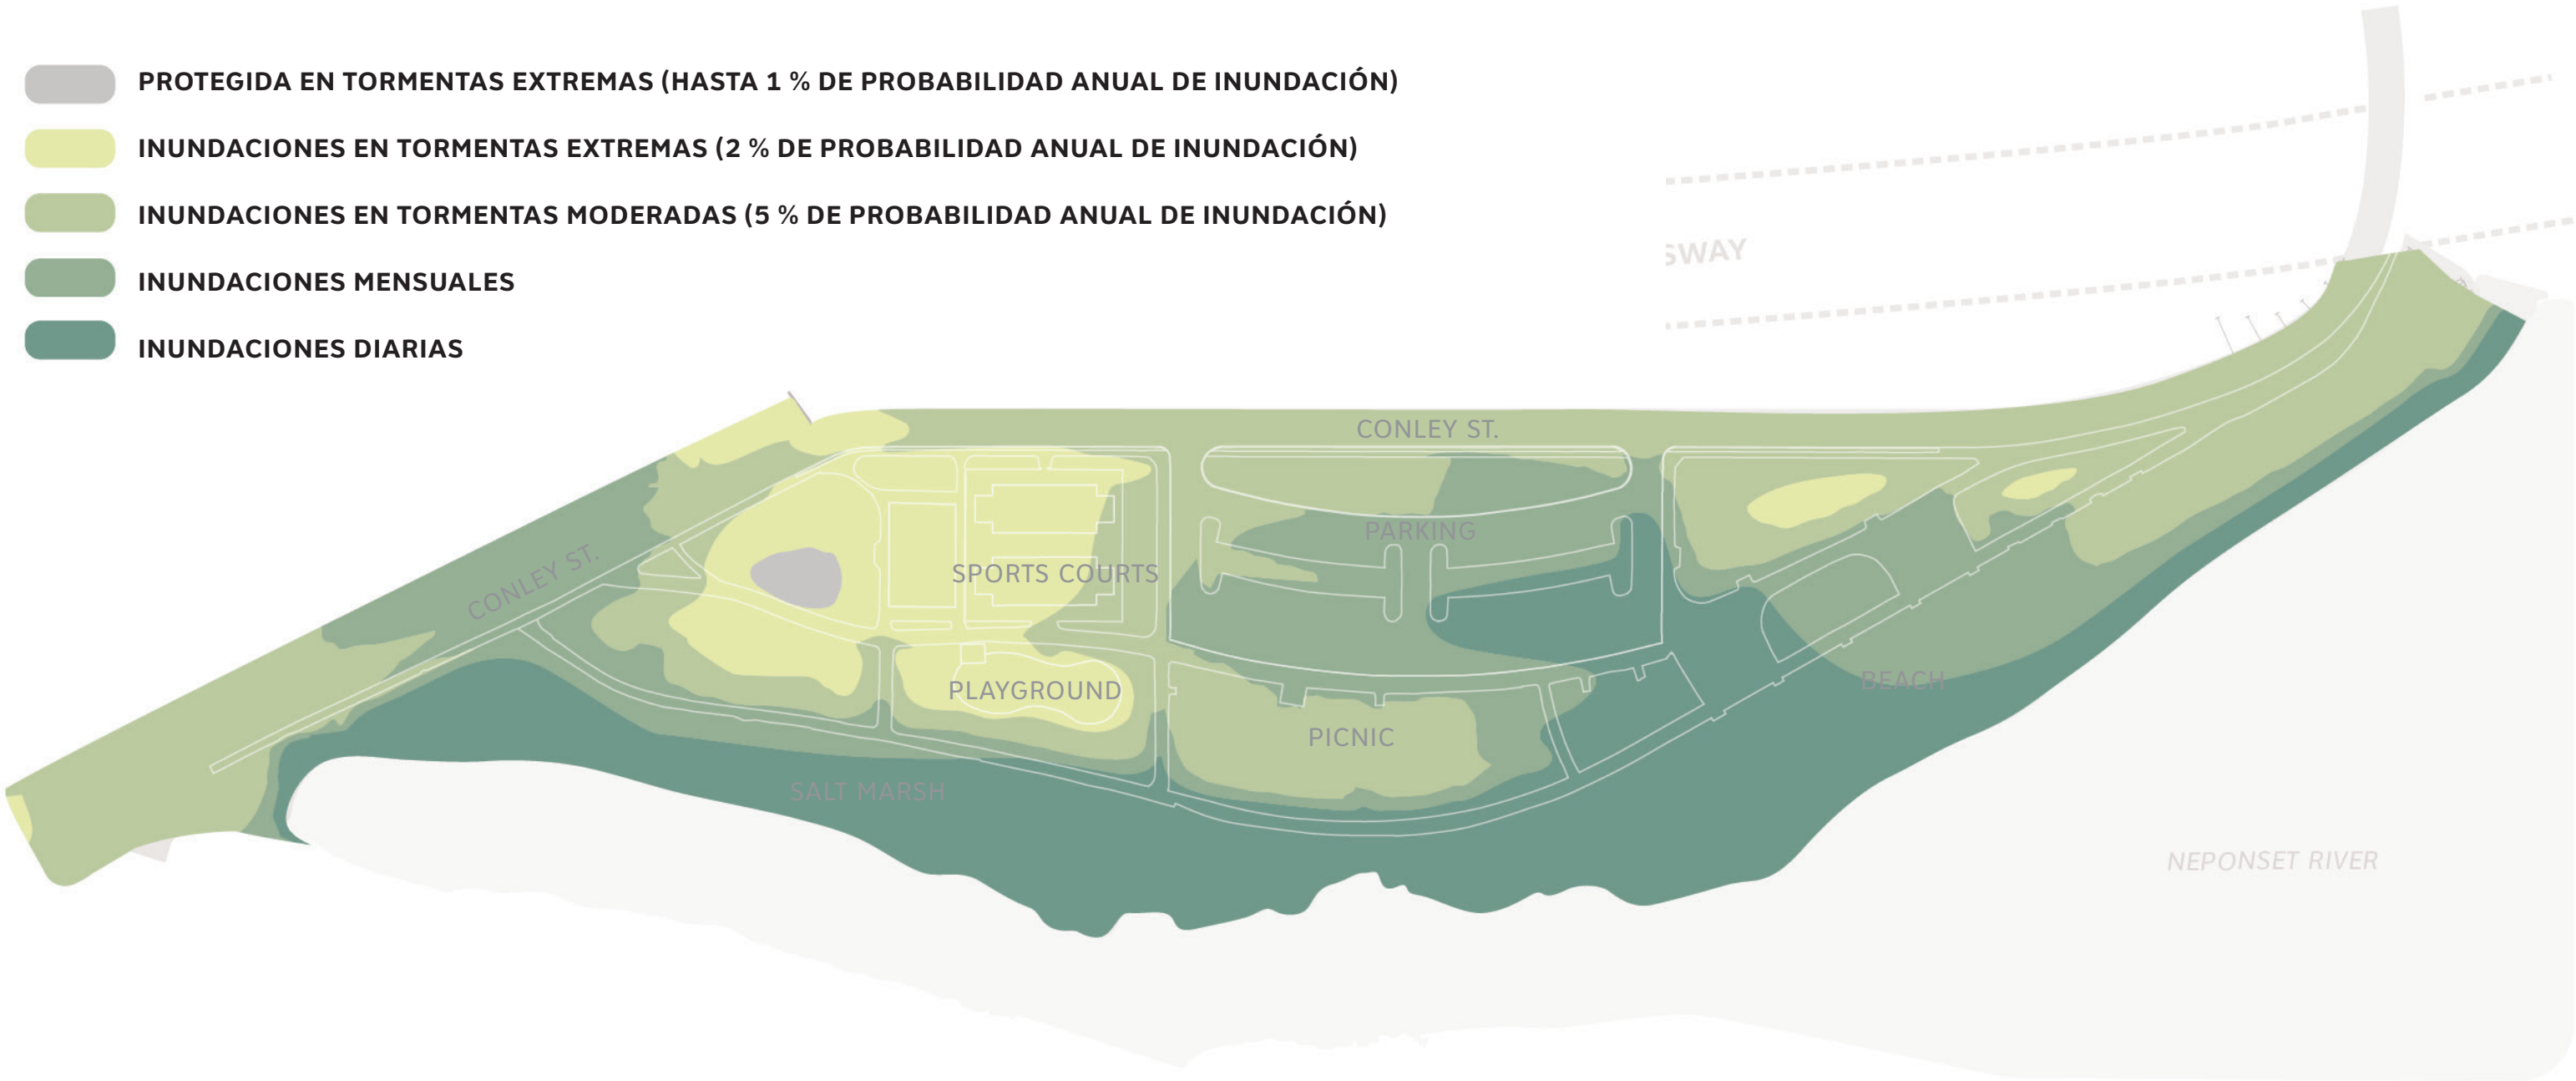 PROTEGIDA EN TORMENTAS EXTREMAS (HASTA 1 % DE PROBABILIDAD ANUAL DE INUNDACIÓN)
INUNDACIONES EN TORMENTAS EXTREMAS (2 % DE PROBABILIDAD ANUAL DE INUNDACIÓN)
INUNDACIONES EN TORMENTAS MODERADAS (5 % DE PROBABILIDAD ANUAL DE INUNDACIÓN)
INUNDACIONES MENSUALES
INUNDACIONES DIARIAS
SWAY
CONLEY ST.
PARKING
CONLEY ST.
SPORTS COURTS
PLAYGROUND
BEACH
PICNIC
SALT MARSH
NEPONSET RIVER